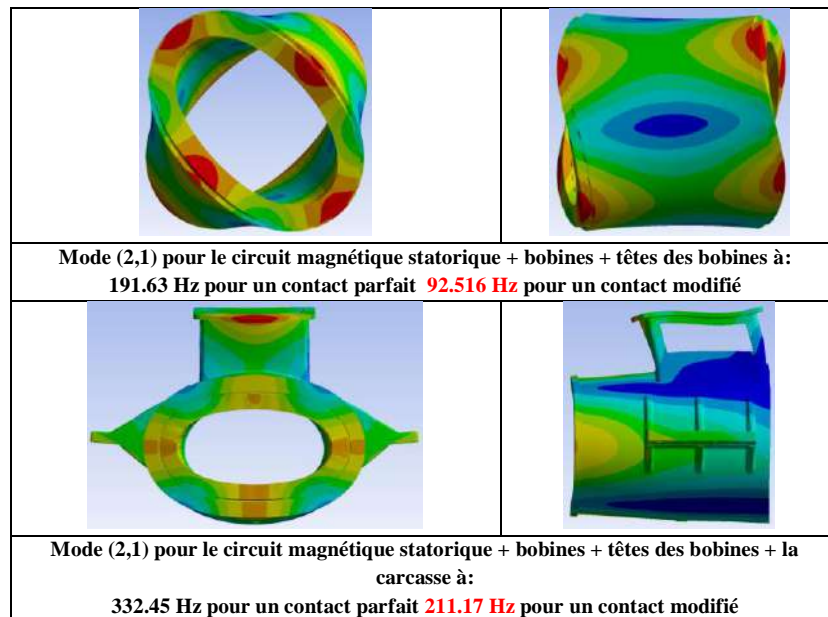 Mode (2,1) pour le circuit magnétique statorique + bobines + têtes des bobines à:
191.63 Hz pour un contact parfait 92.516 Hz pour un contact modifié
Mode (2,1) pour le circuit magnétique statorique + bobines + têtes des bobines + la
carcasse à:
332.45 Hz pour un contact parfait 211.17 Hz pour un contact modifié